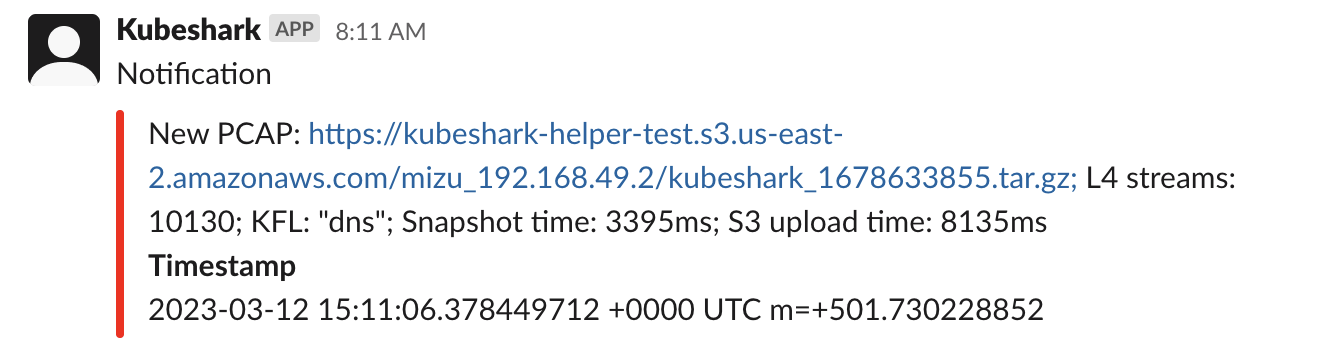 Kubeshark APP 8:11 AM
Notification
New PCAP: https://kubeshark-helper-test.s3.us-east-
2.amazonaws.com/mizu_192.168.49.2/kubeshark_1678633855.tar.gz; L4 streams:
10130; KFL: "dns"; Snapshot time: 3395ms; S3 upload time: 8135ms
Timestamp
2023-03-12 15:11:06.378449712 +0000 UTC m=+501.730228852